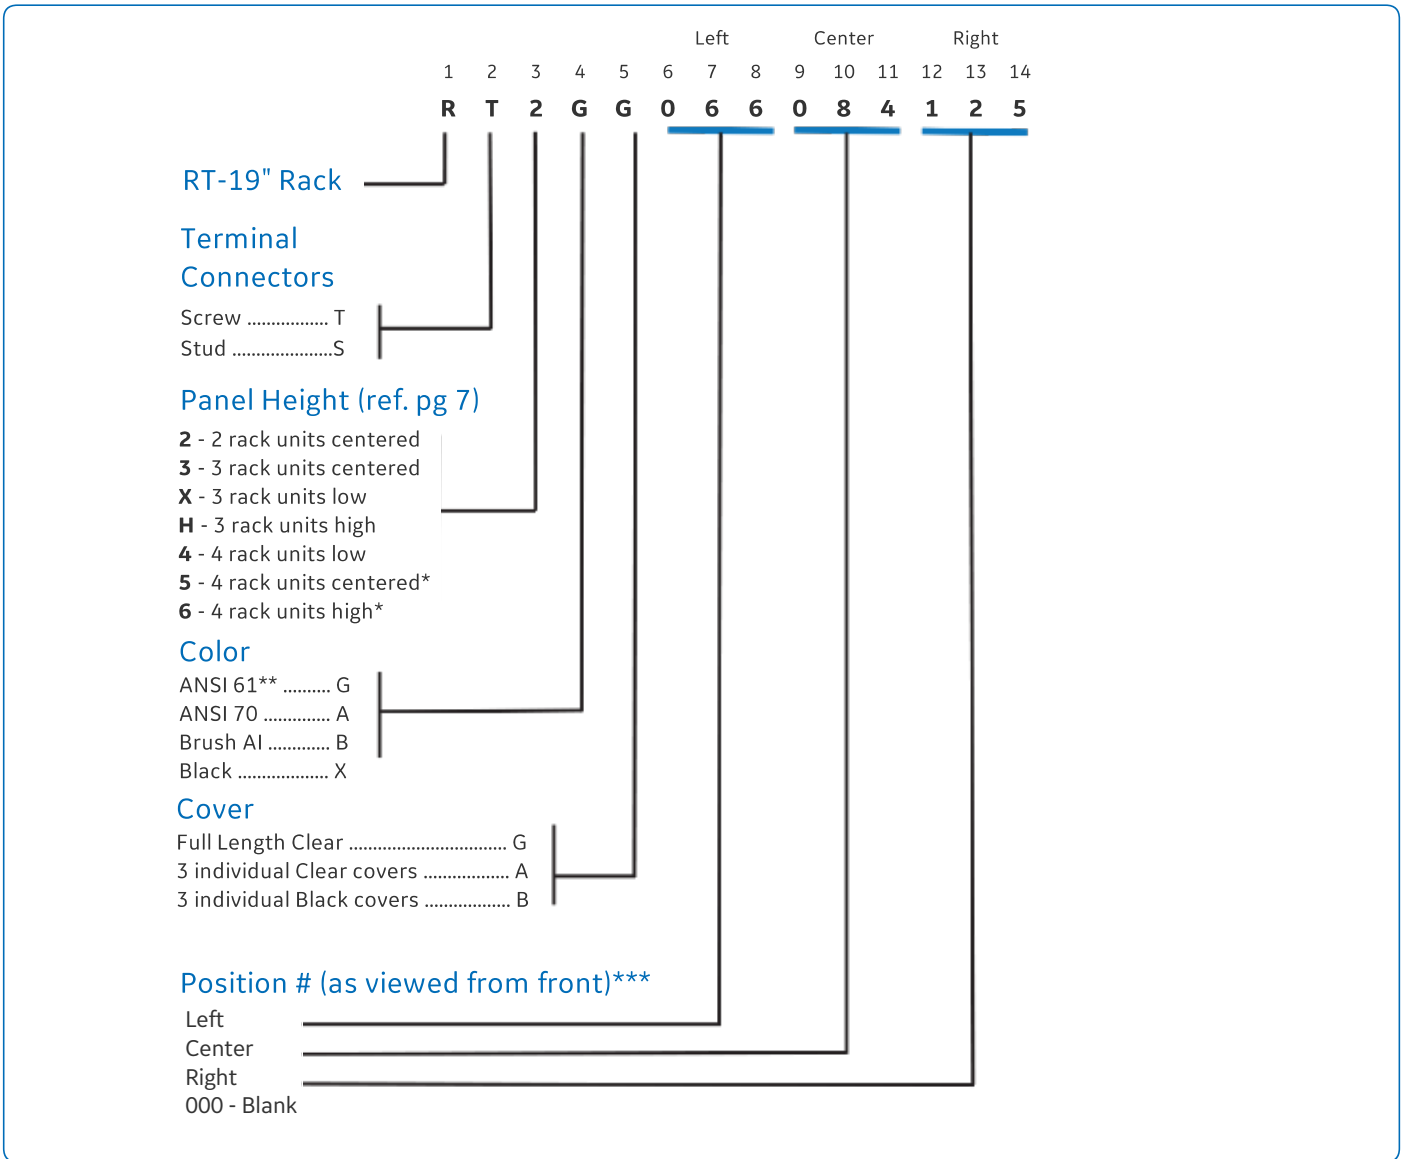 Left Center Right
1 2 3 4 5 6 7 8 9 10 11 12 13 14
R T 2 G G 0 6 6 0 8 4 1 2 5
RT-19" Rack
Terminal
Connectors
Screw ................. T
Stud .....................S
Panel Height (ref. pg 7)
2 - 2 rack units centered
3 - 3 rack units centered
X - 3 rack units low
H - 3 rack units high
4 - 4 rack units low
5 - 4 rack units centered*
6 - 4 rack units high*
Color
ANSI 61** .......... G
ANSI 70 .............. A
Brush AI ............. B
Black ................... X
Cover
Full Length Clear ................................. G
3 individual Clear covers .................. A
3 individual Black covers .................. B
Position # (as viewed from front)***
Left
Center
Right
000 - Blank